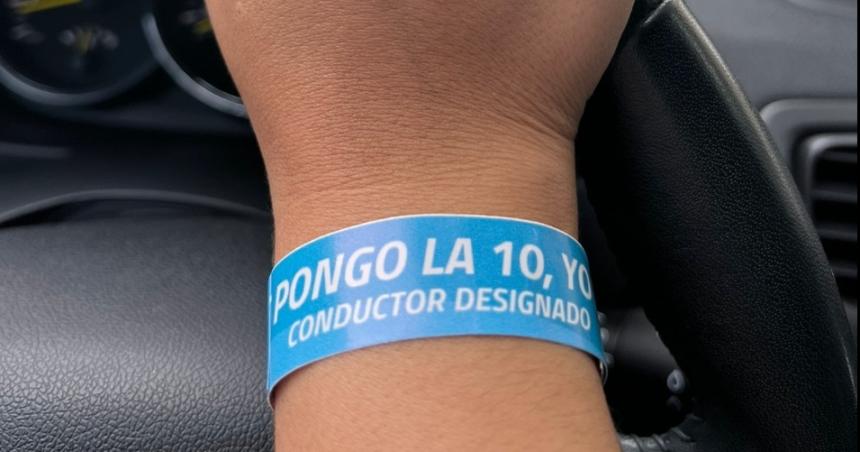 PONGO LA 10, YO
CONDUCTOR DESIGNADO